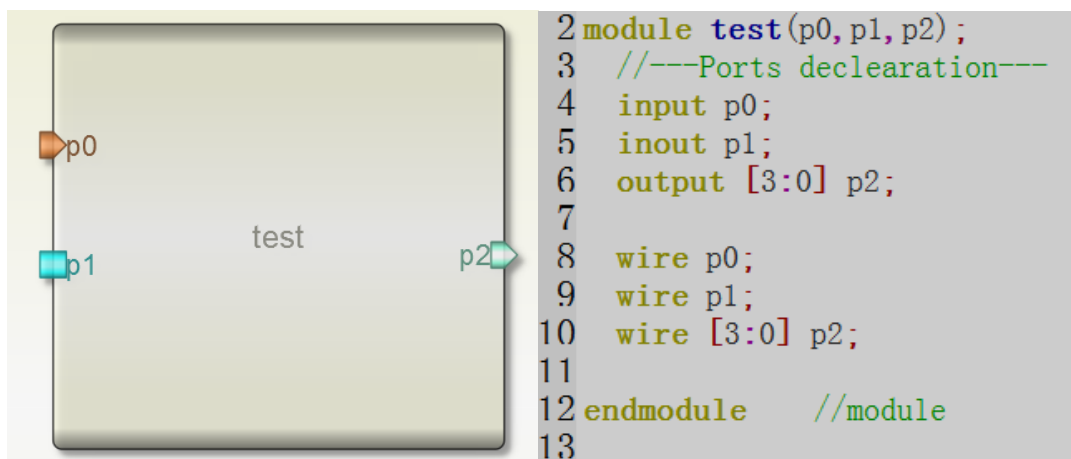 p0
p1
test
p2
2 module test(p0,p1,p2);
3 //---Ports declearation---
4 input p0;
5 inout p1;
6 output [3:0] p2;
7
8 wire p0;
9 wire p1;
10 wire [3:0] p2;
11
12 endmodule //module
13